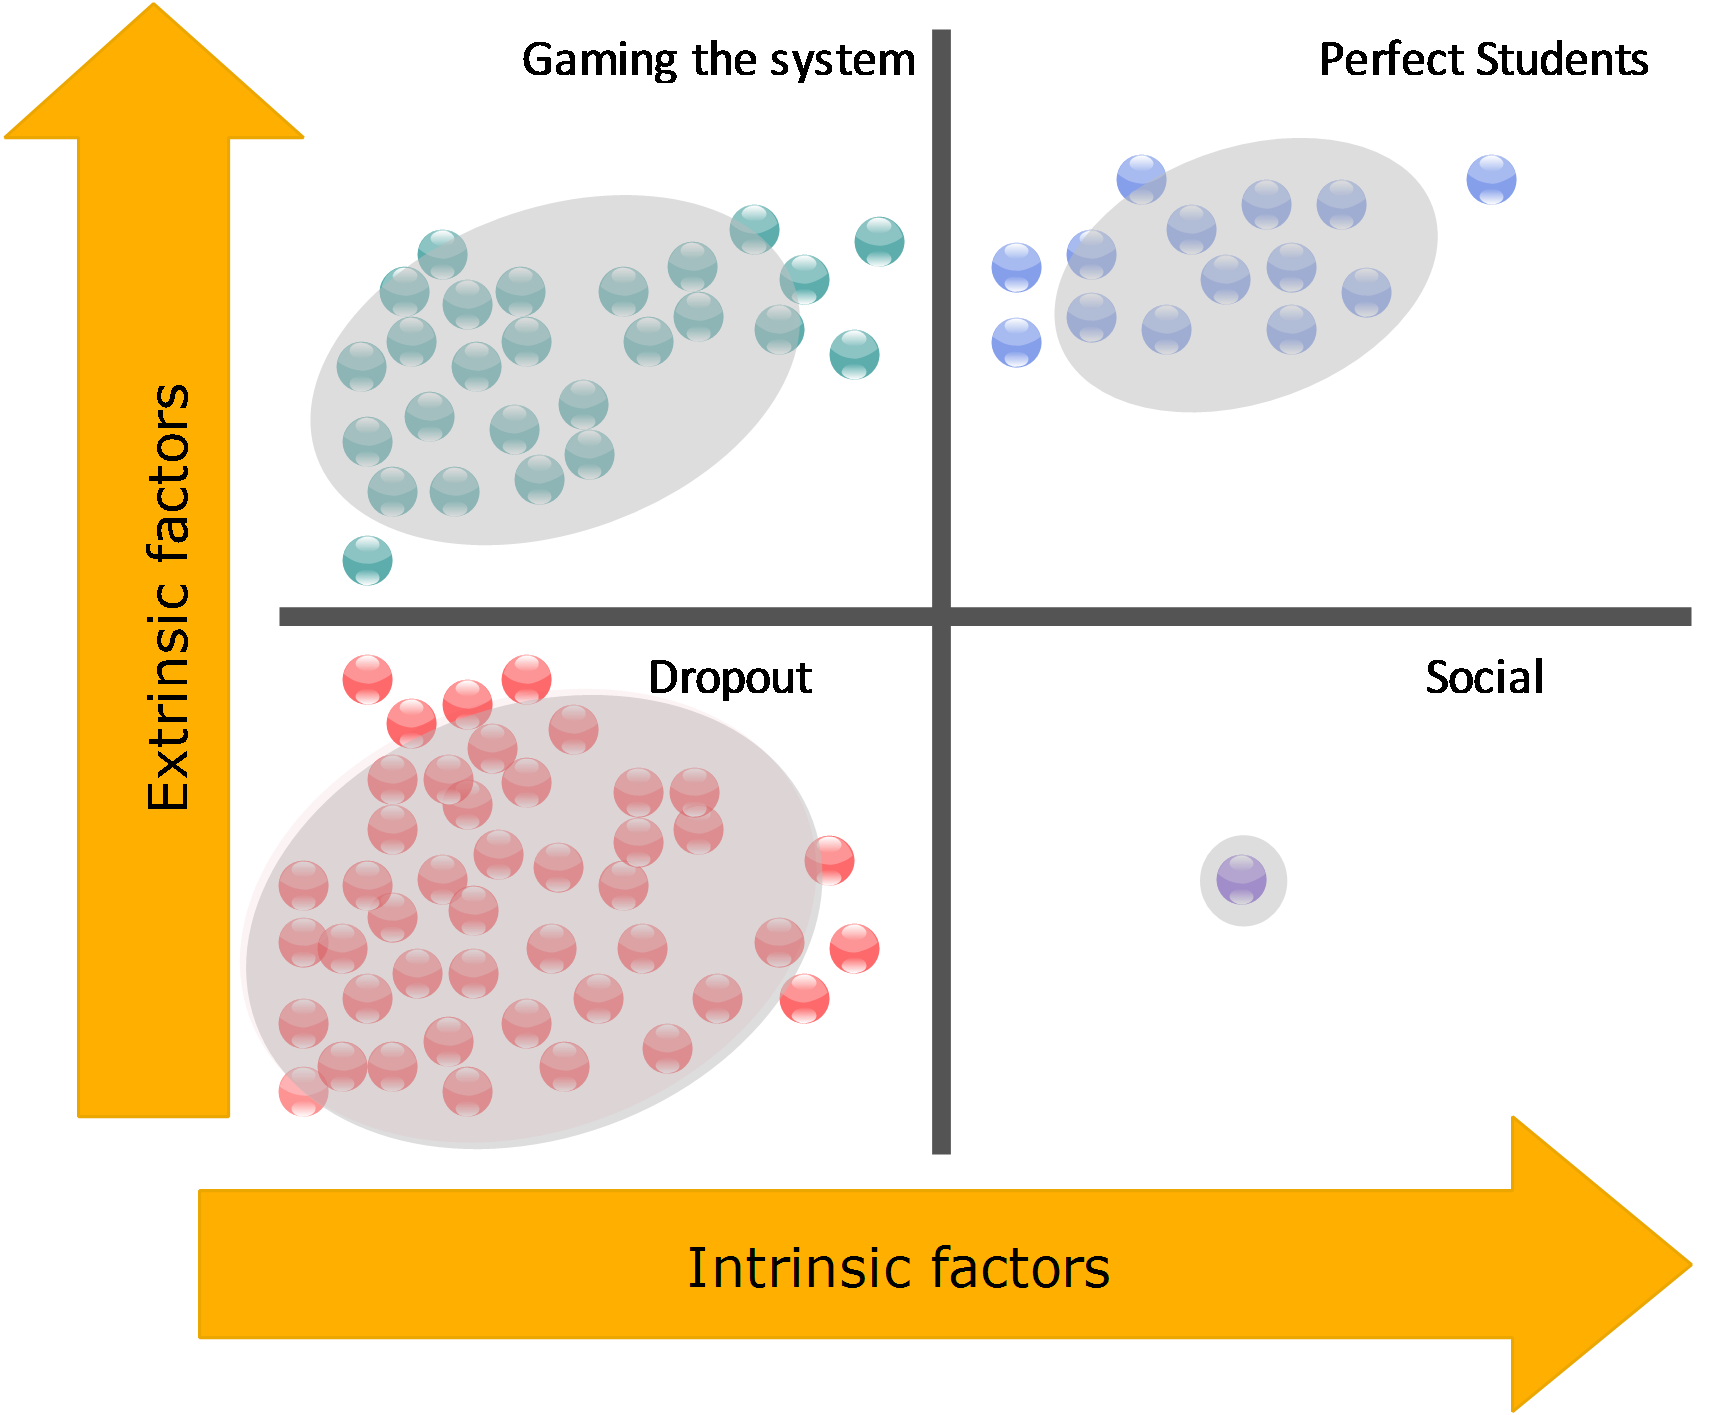 Gaming the system
Perfect Students
Extrinsic factors
Dropout
Social
Intrinsic factors